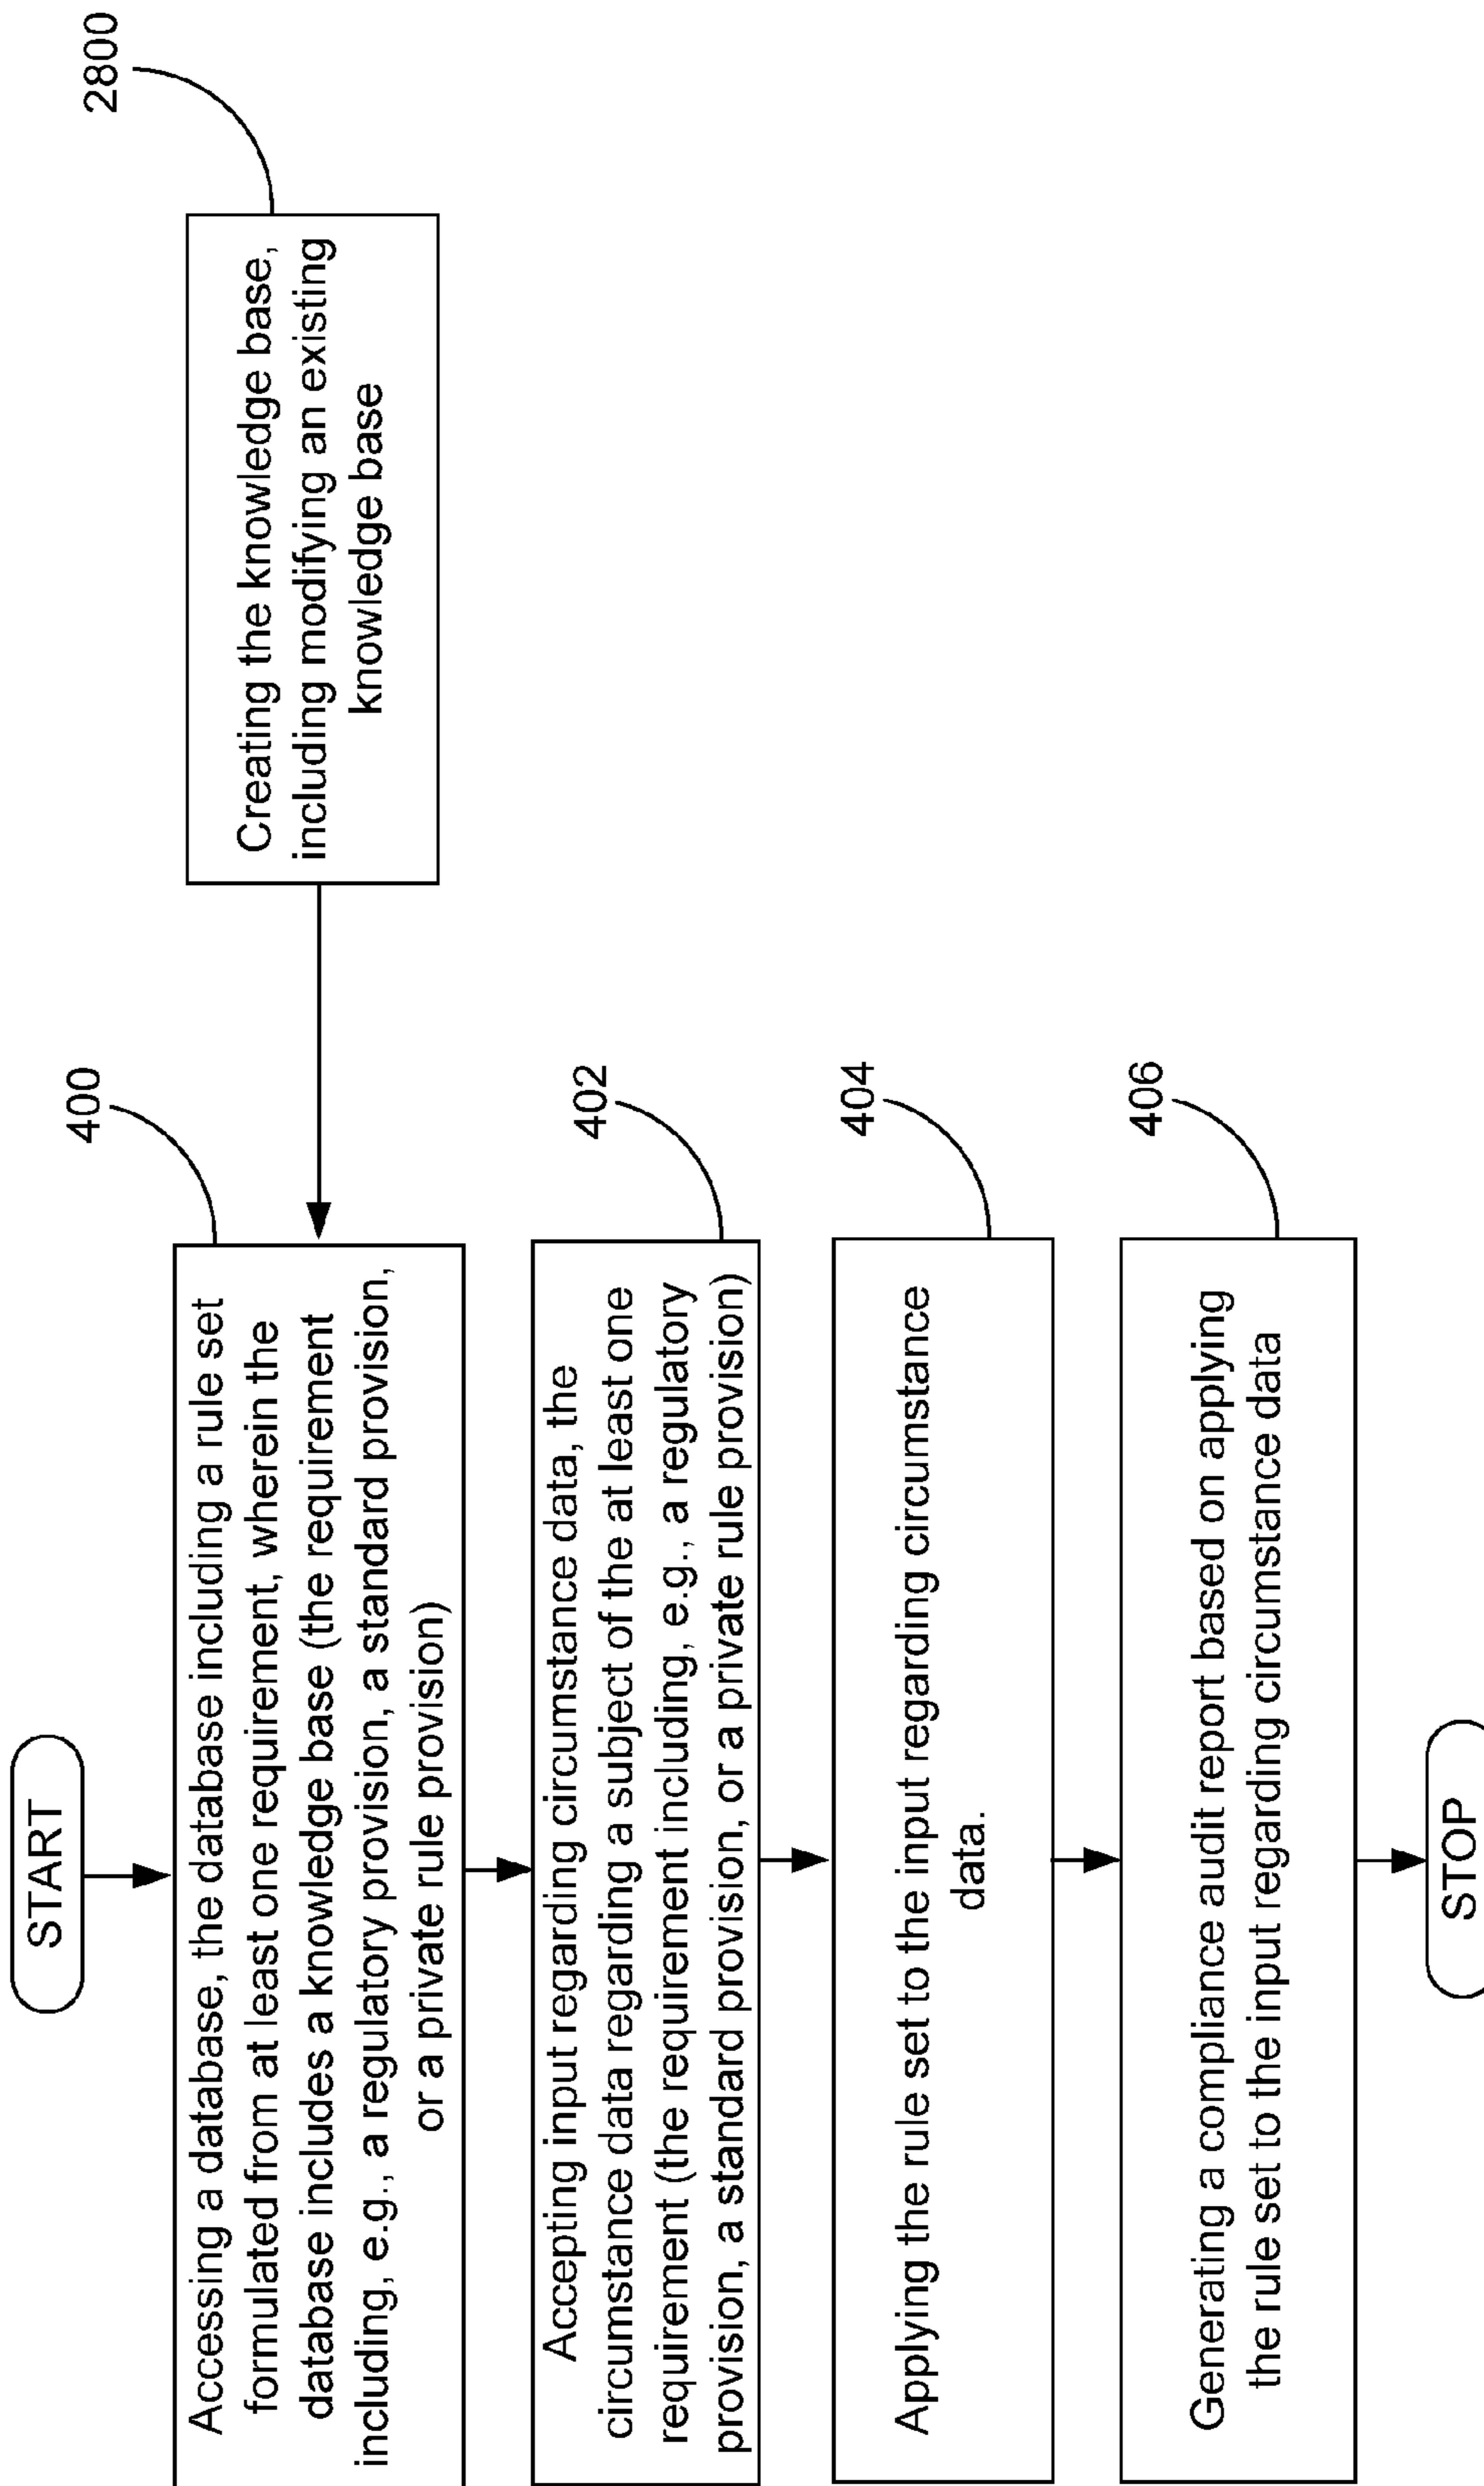 START
400
Accessing a database, the database including a rule set
formulated from at least one requirement, wherein the
database includes a knowledge base (the requirement
including, e.g., a regulatory provision, a standard provision,
or a private rule provision)
2800
Creating the knowledge base,
including modifying an existing
knowledge base
402
Accepting input regarding circumstance data, the
circumstance data regarding a subject of the at least one
requirement (the requirement including, e.g., a regulatory
provision, a standard provision, or a private rule provision)
404
Applying the rule set to the input regarding circumstance
data.
406
Generating a compliance audit report based on applying
the rule set to the input regarding circumstance data
STOP